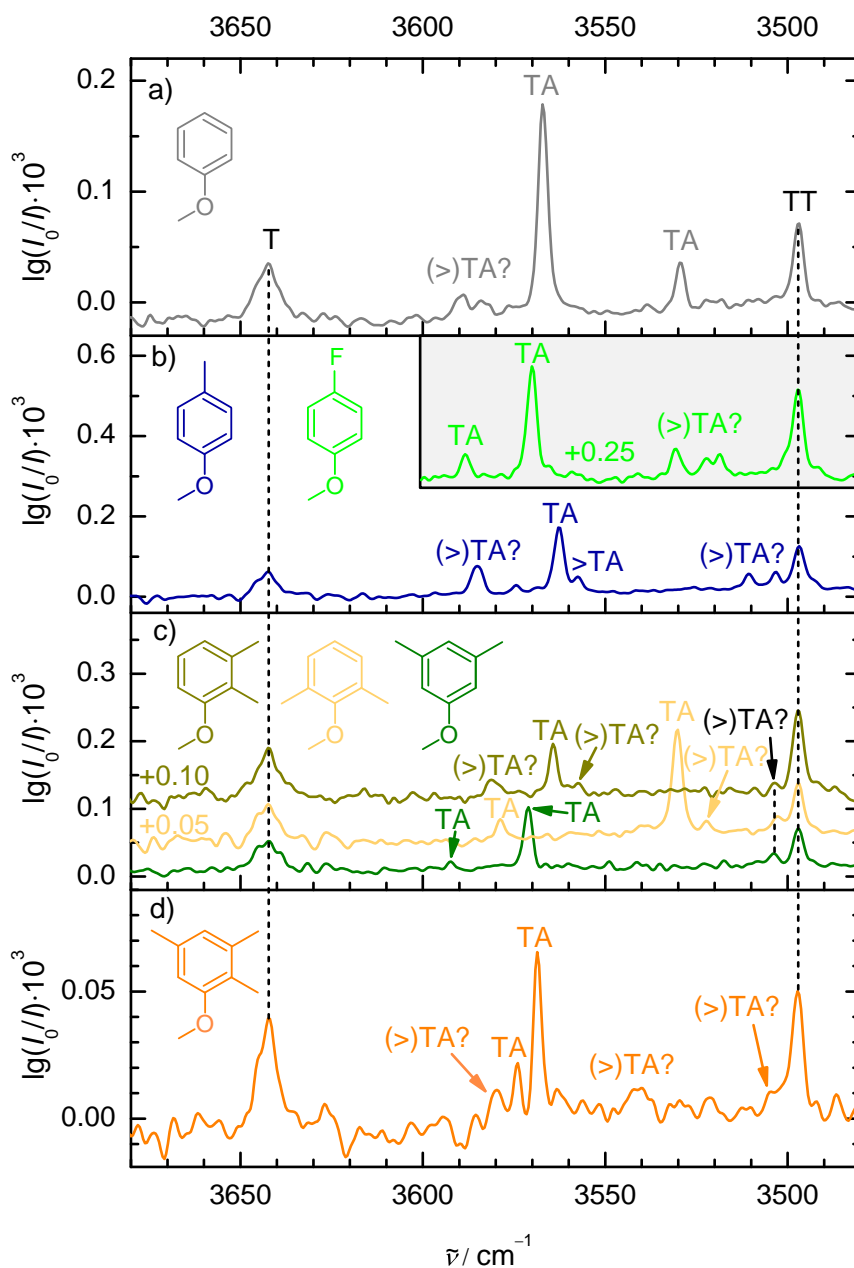 3650 3600 3550 3500
a)
0.2
0.1
0.0
lg(I₀/I)·10³
O
T
(>)TA?
TA
TA
TT
b)
0.6
0.4
0.2
0.0
lg(I₀/I)·10³
O
F
O
TA
TA
+0.25
(>)TA?
(>)TA?
TA
>TA
(>)TA?
c)
0.3
0.2
0.1
0.0
lg(I₀/I)·10³
O
O
O
+0.10
(>)TA?
TA
(>)TA?
TA
(>)TA?
(>)TA?
+0.05
TA
TA
TA
d)
0.05
0.00
lg(I₀/I)·10³
O
(>)TA?
TA
TA
(>)TA?
(>)TA?
3650 3600 3550 3500
ν̃ / cm⁻¹